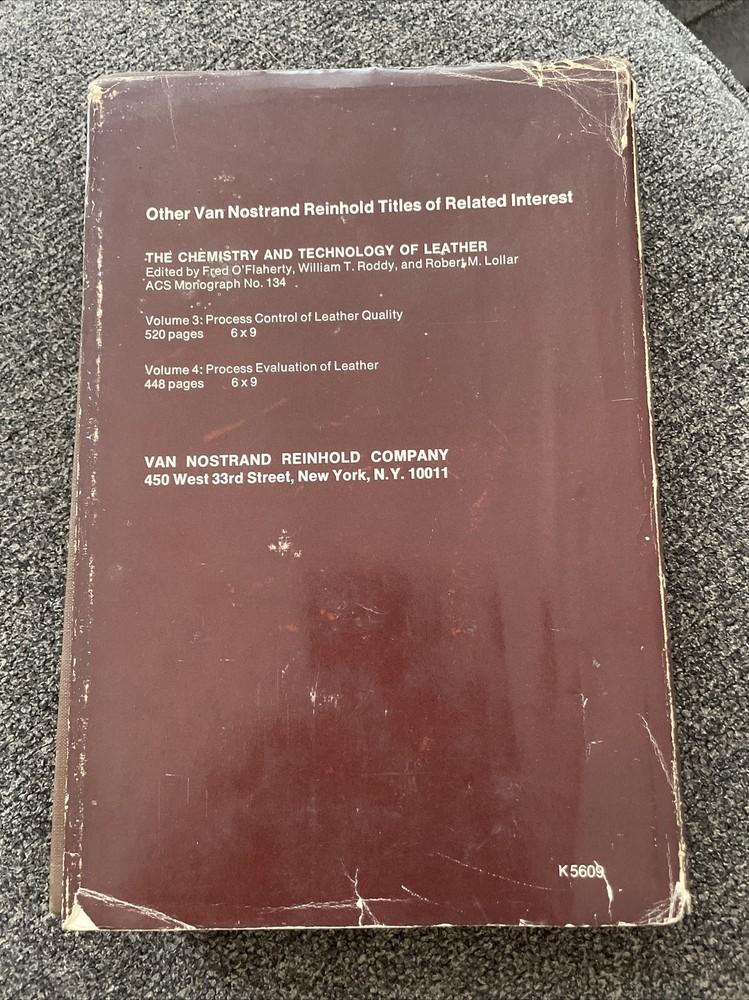 Other Van Nostrand Reinhold Titles of Related Interest
THE CHEMISTRY AND TECHNOLOGY OF LEATHER
Edited by Fred O'Flaherty, William T. Roddy, and Robert M. Lollar
ACS Monograph No. 134
Volume 3: Process Control of Leather Quality
520 pages 6 x 9
Volume 4: Process Evaluation of Leather
448 pages 6 x 9
VAN NOSTRAND REINHOLD COMPANY
450 West 33rd Street, New York, N.Y. 10011
K5609